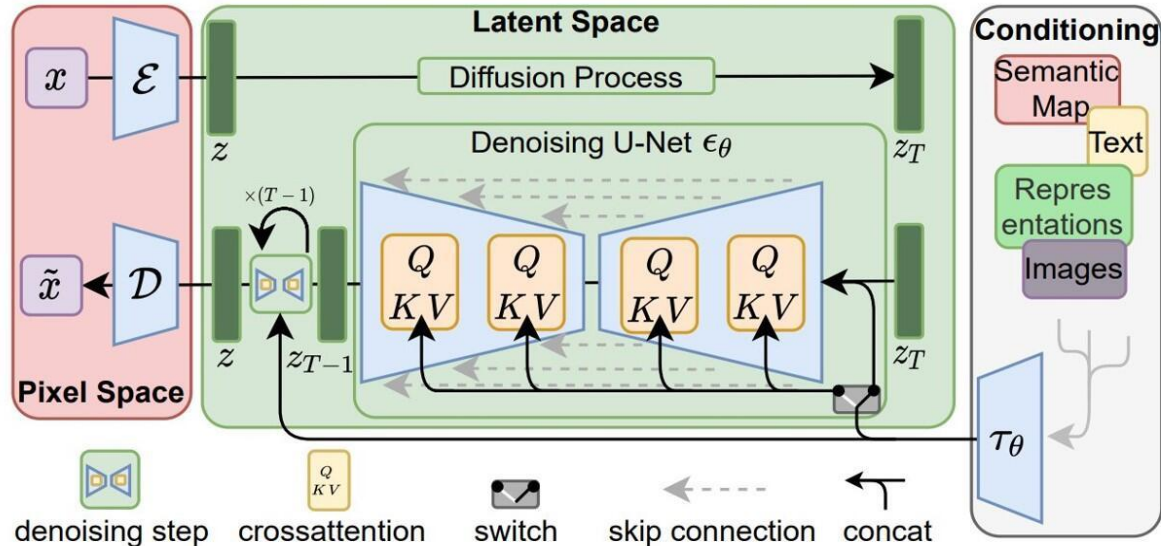 Latent Space
Conditioning
x
ℰ
Diffusion Process
z
z_T
Semantic
Map
Text
Repres
entations
Images
Denoising U-Net ϵ_θ
×(T−1)
x̃
𝒟
Q
KV
Q
KV
Q
KV
Q
KV
z
z_{T−1}
z_T
Pixel Space
τ_θ
Q
KV
denoising step
crossattention
switch
skip connection
concat